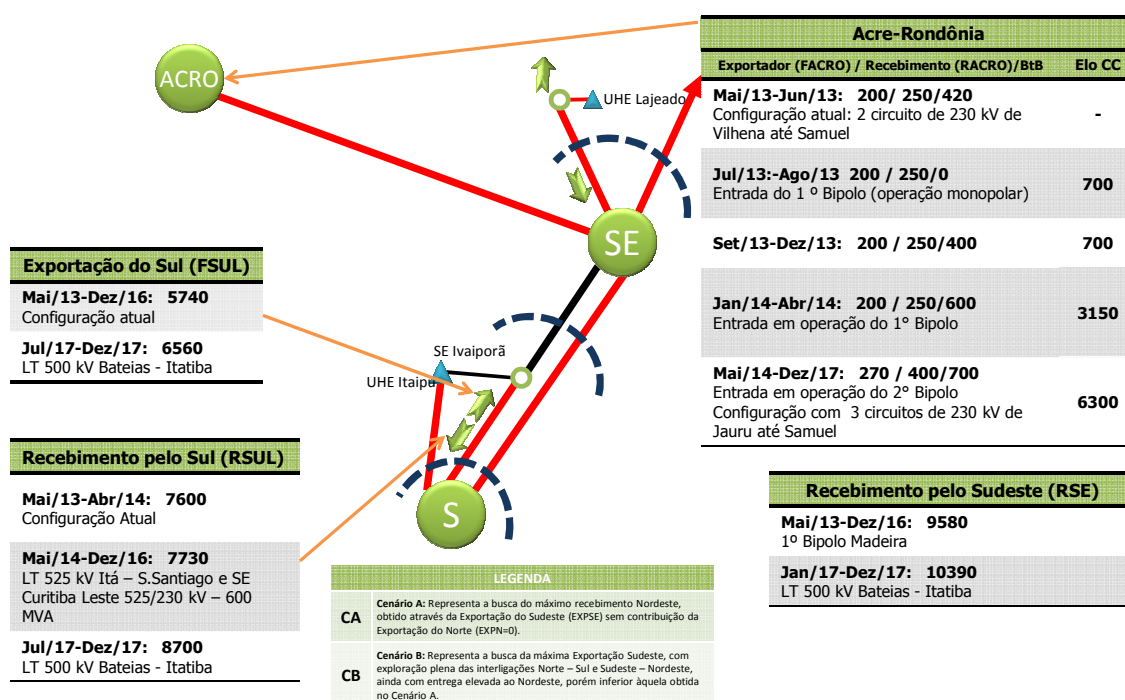 ACRO
UHE Lajeado
SE
SE Ivaiporã
UHE Itaipu
S
Acre-Rondônia
Exportador (FACRO) / Recebimento (RACRO)/BtB Elo CC
Mai/13-Jun/13: 200/ 250/420
Configuração atual: 2 circuito de 230 kV de
Vilhena até Samuel
-
Jul/13:-Ago/13 200 / 250/0
Entrada do 1 º Bipolo (operação monopolar)
700
Set/13-Dez/13: 200 / 250/400 700
Jan/14-Abr/14: 200 / 250/600
Entrada em operação do 1° Bipolo
3150
Mai/14-Dez/17: 270 / 400/700
Entrada em operação do 2° Bipolo
Configuração com 3 circuitos de 230 kV de
Jauru até Samuel
6300
Exportação do Sul (FSUL)
Mai/13-Dez/16: 5740
Configuração atual
Jul/17-Dez/17: 6560
LT 500 kV Bateias - Itatiba
Recebimento pelo Sul (RSUL)
Mai/13-Abr/14: 7600
Configuração Atual
Mai/14-Dez/16: 7730
LT 525 kV Itá – S.Santiago e SE
Curitiba Leste 525/230 kV – 600
MVA
Jul/17-Dez/17: 8700
LT 500 kV Bateias - Itatiba
Recebimento pelo Sudeste (RSE)
Mai/13-Dez/16: 9580
1º Bipolo Madeira
Jan/17-Dez/17: 10390
LT 500 kV Bateias - Itatiba
LEGENDA
CA
Cenário A: Representa a busca do máximo recebimento Nordeste,
obtido através da Exportação do Sudeste (EXPSE) sem contribuição da
Exportação do Norte (EXPN=0).
CB
Cenário B: Representa a busca da máxima Exportação Sudeste, com
exploração plena das interligações Norte – Sul e Sudeste – Nordeste,
ainda com entrega elevada ao Nordeste, porém inferior àquela obtida
no Cenário A.